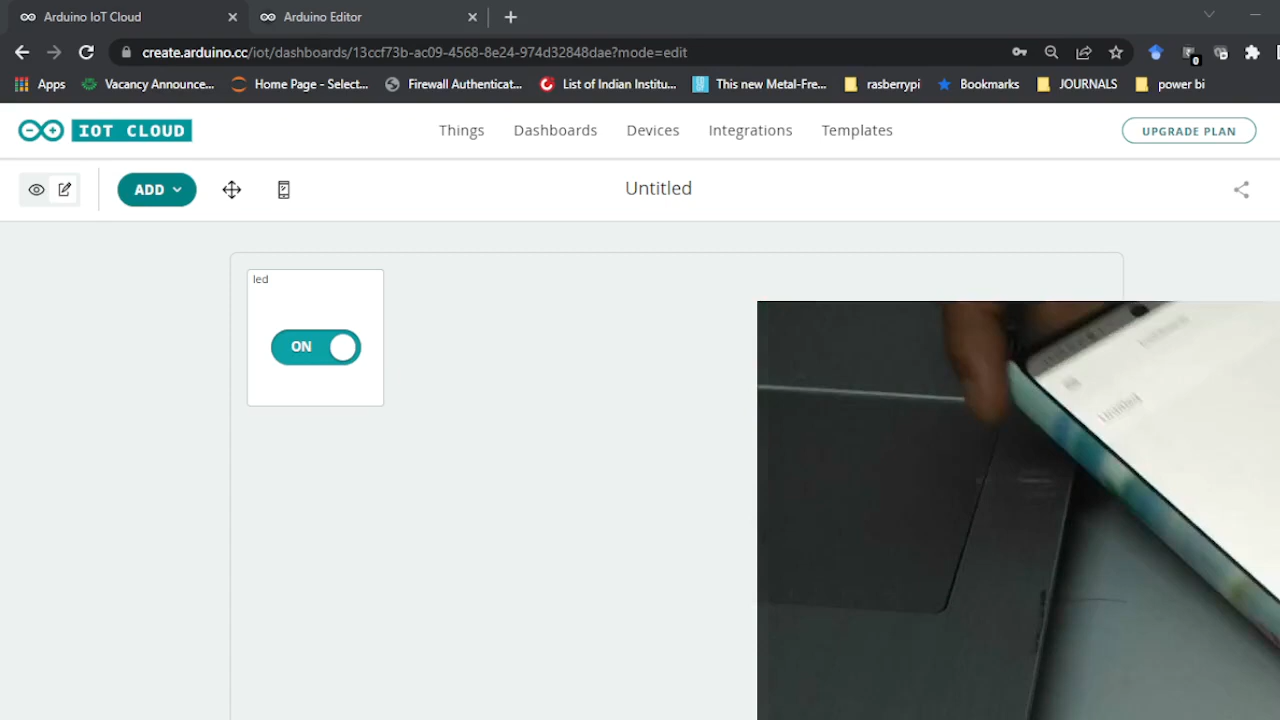 Arduino IoT Cloud
Arduino Editor
create.arduino.cc/iot/dashboards/13ccf73b-ac09-4568-8e24-974d32848dae?mode=edit
0
Apps
Vacancy Announce...
Home Page - Select...
Firewall Authenticat...
List of Indian Institu...
This new Metal-Fre...
rasberrypi
Bookmarks
JOURNALS
power bi
IOT CLOUD
Things
Dashboards
Devices
Integrations
Templates
UPGRADE PLAN
ADD
Untitled
led
ON
Untitled